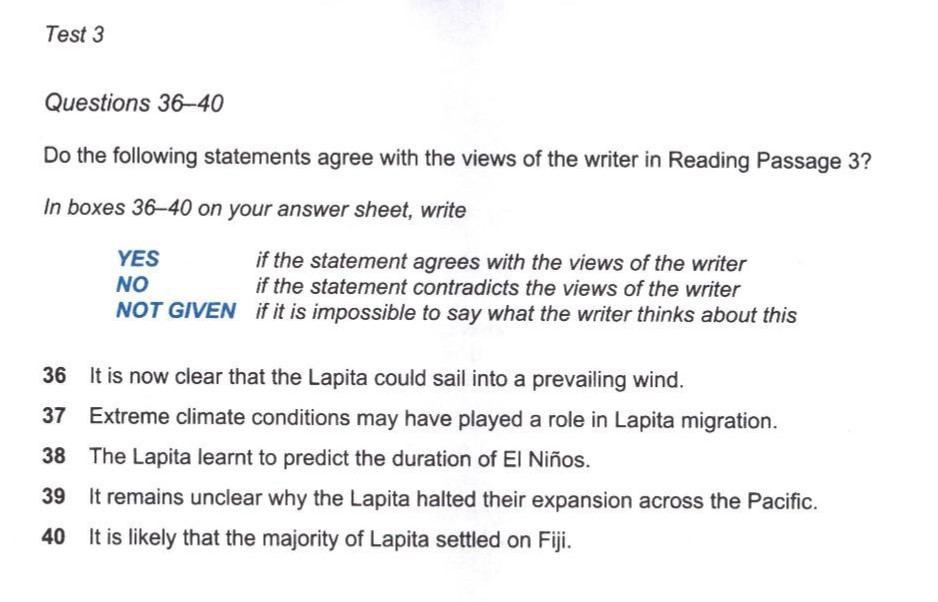 Test 3
Questions 36–40
Do the following statements agree with the views of the writer in Reading Passage 3?
In boxes 36–40 on your answer sheet, write
YES if the statement agrees with the views of the writer
NO if the statement contradicts the views of the writer
NOT GIVEN if it is impossible to say what the writer thinks about this
36 It is now clear that the Lapita could sail into a prevailing wind.
37 Extreme climate conditions may have played a role in Lapita migration.
38 The Lapita learnt to predict the duration of El Niños.
39 It remains unclear why the Lapita halted their expansion across the Pacific.
40 It is likely that the majority of Lapita settled on Fiji.